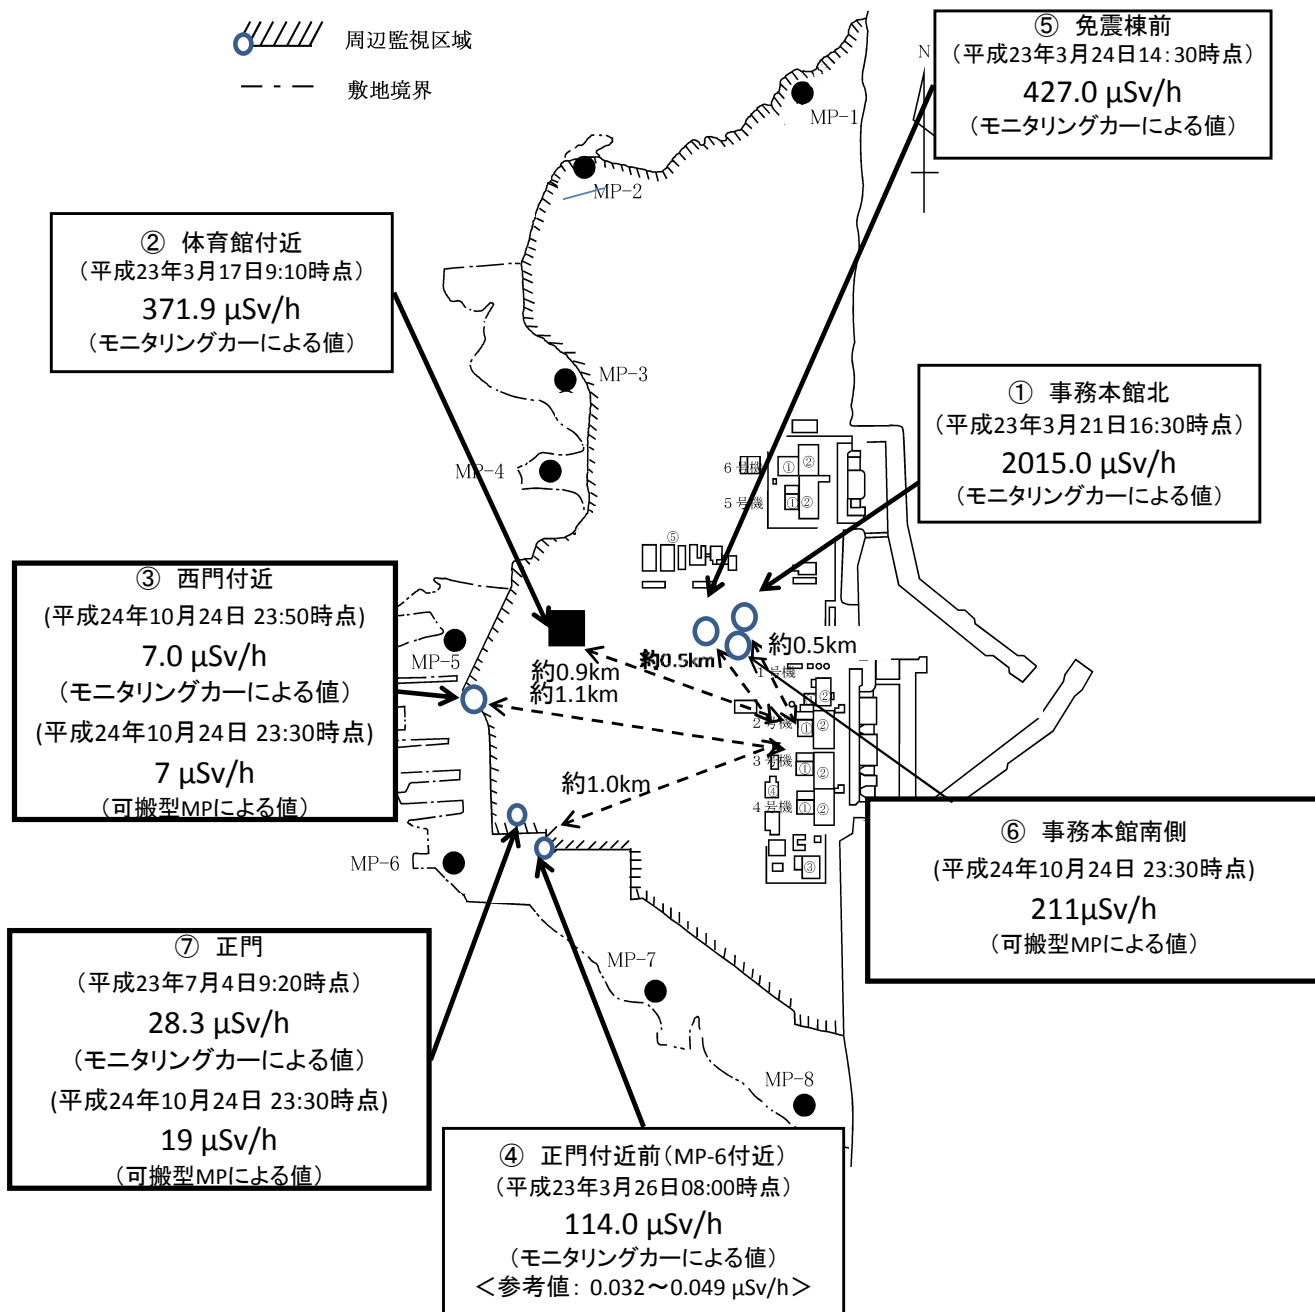 周辺監視区域
敷地境界
⑤ 免震棟前
(平成23年3月24日14:30時点)
427.0 μSv/h
(モニタリングカーによる値)
N
MP-1
MP-2
② 体育館付近
(平成23年3月17日9:10時点)
371.9 μSv/h
(モニタリングカーによる値)
MP-3
① 事務本館北
(平成23年3月21日16:30時点)
2015.0 μSv/h
(モニタリングカーによる値)
MP-4
6号機
①
②
5号機
①
②
⑤
③ 西門付近
(平成24年10月24日 23:50時点)
7.0 μSv/h
(モニタリングカーによる値)
(平成24年10月24日 23:30時点)
7 μSv/h
(可搬型MPによる値)
MP-5
約0.9km
約1.1km
約0.5km
約0.5km
1号機
②
2号機
①
②
3号機
①
②
④
4号機
①
②
③
約1.0km
MP-6
⑥ 事務本館南側
(平成24年10月24日 23:30時点)
211μSv/h
(可搬型MPによる値)
⑦ 正門
(平成23年7月4日9:20時点)
28.3 μSv/h
(モニタリングカーによる値)
(平成24年10月24日 23:30時点)
19 μSv/h
(可搬型MPによる値)
MP-7
MP-8
④ 正門付近前(MP-6付近)
(平成23年3月26日08:00時点)
114.0 μSv/h
(モニタリングカーによる値)
<参考値: 0.032~0.049 μSv/h>